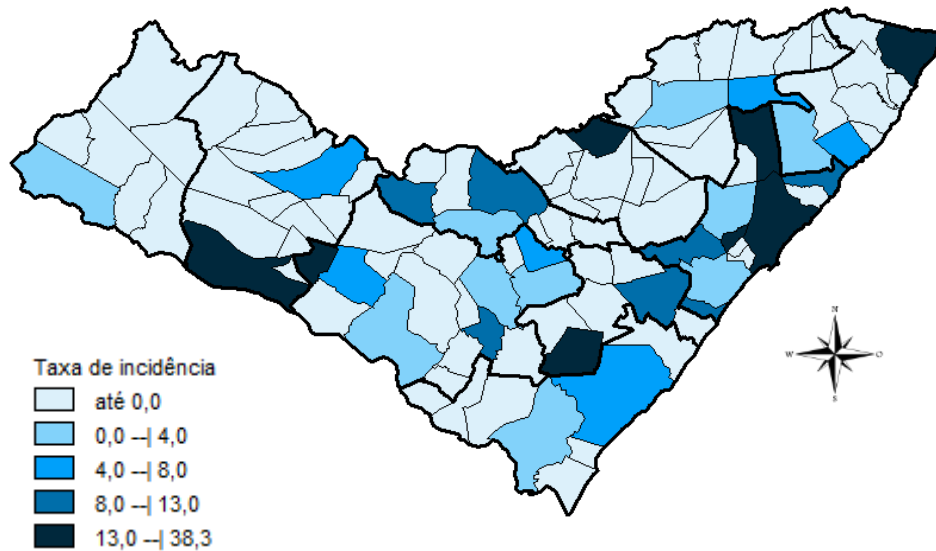 N
W O
S
Taxa de incidência
até 0,0
0,0 --| 4,0
4,0 --| 8,0
8,0 --| 13,0
13,0 --| 38,3